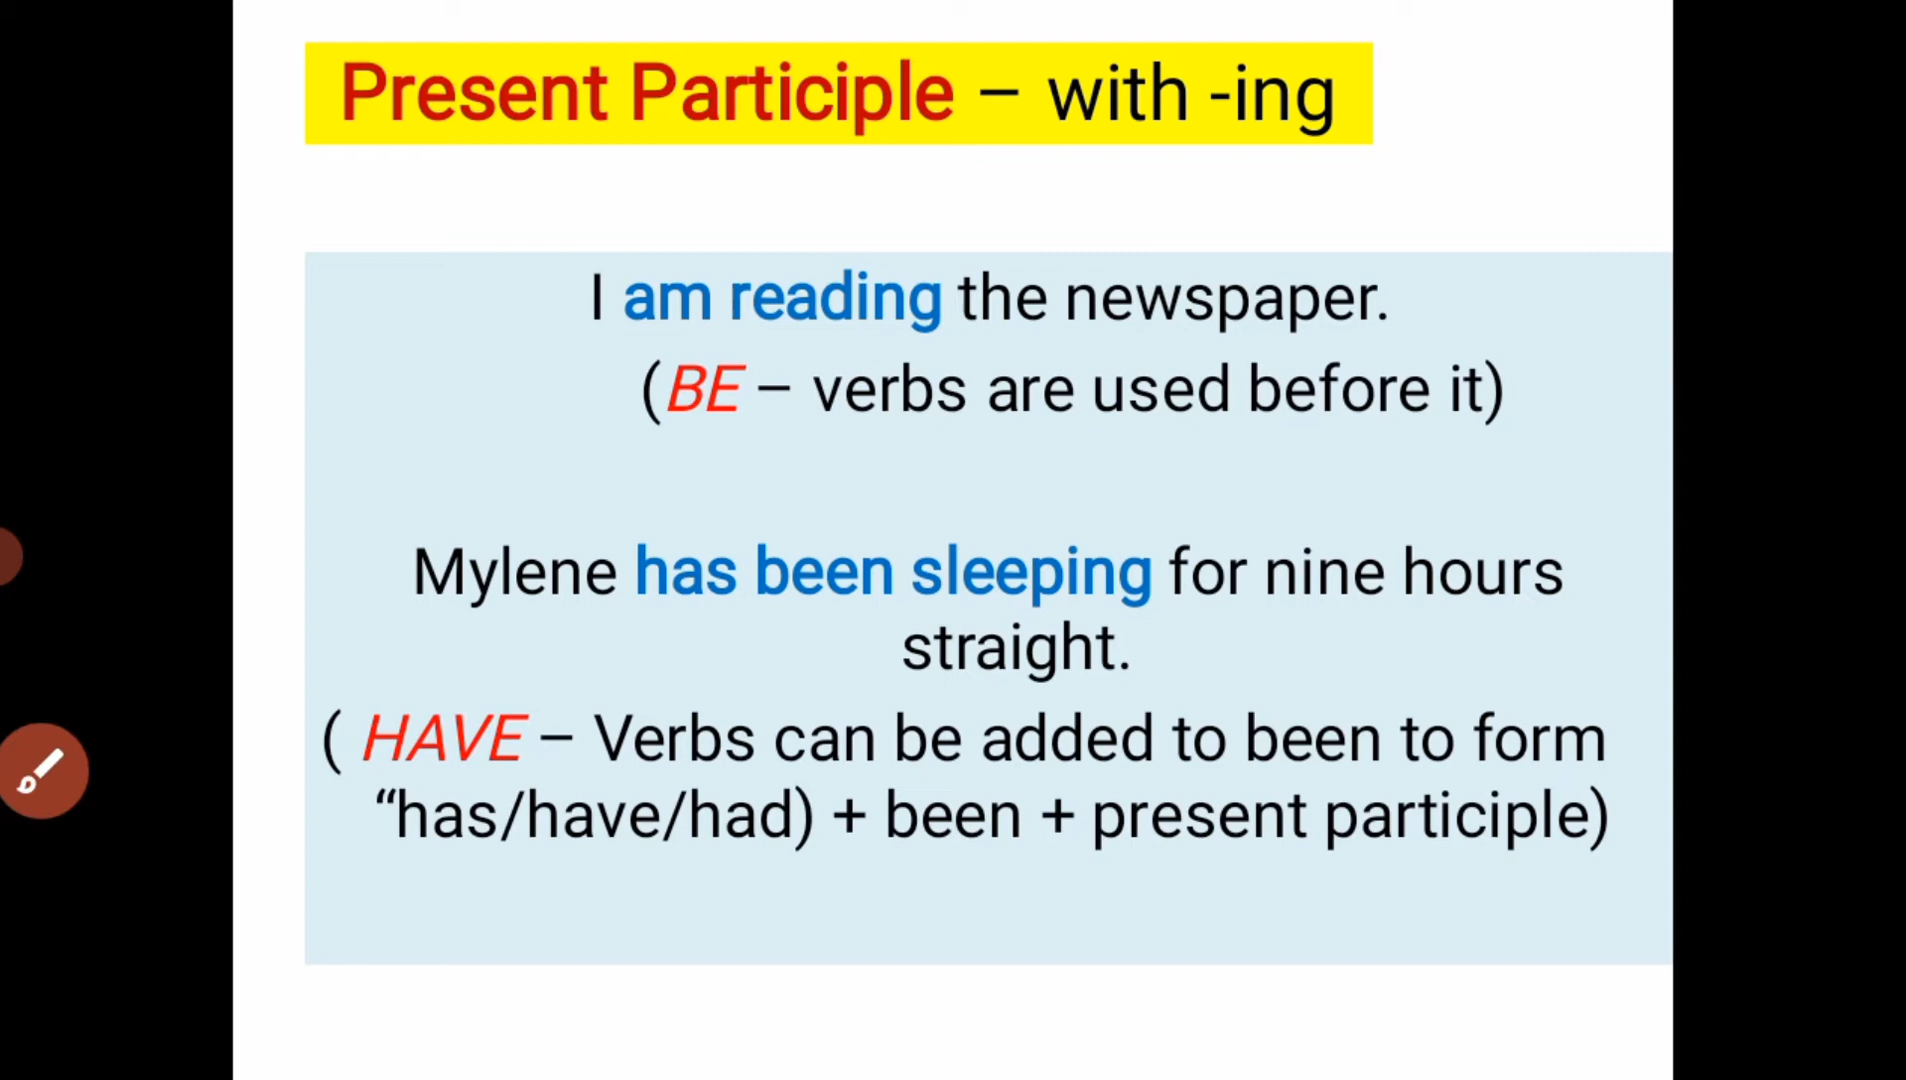 Present Participle – with -ing
I am reading the newspaper.
(BE – verbs are used before it)
Mylene has been sleeping for nine hours
straight.
( HAVE – Verbs can be added to been to form
“has/have/had) + been + present participle)